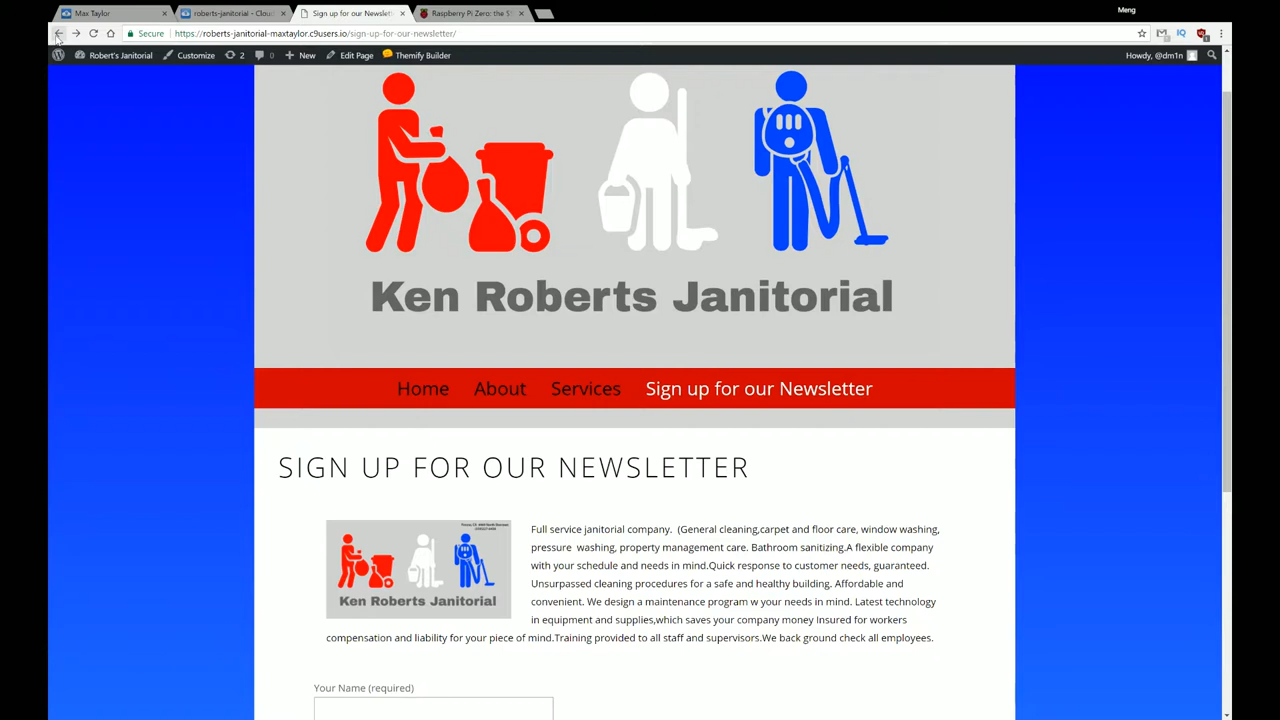 Meng
Max Taylor
roberts-janitorial - Cloud
Sign up for our Newslett
Raspberry Pi Zero: the $
Secure
https://roberts-janitorial-maxtaylor.c9users.io/sign-up-for-our-newsletter/
Robert's Janitorial
Customize
2
0
New
Edit Page
Themify Builder
Howdy, @dm1n
Ken Roberts Janitorial
Home
About
Services
Sign up for our Newsletter
SIGN UP FOR OUR NEWSLETTER
Ken Roberts Janitorial
Full service janitorial company.  (General cleaning,carpet and floor care, window washing,
pressure  washing, property management care. Bathroom sanitizing.A flexible company
with your schedule and needs in mind.Quick response to customer needs, guaranteed.
Unsurpassed cleaning procedures for a safe and healthy building. Affordable and
convenient. We design a maintenance program w your needs in mind. Latest technology
in equipment and supplies,which saves your company money Insured for workers
compensation and liability for your piece of mind.Training provided to all staff and supervisors.We back ground check all employees.
Your Name (required)